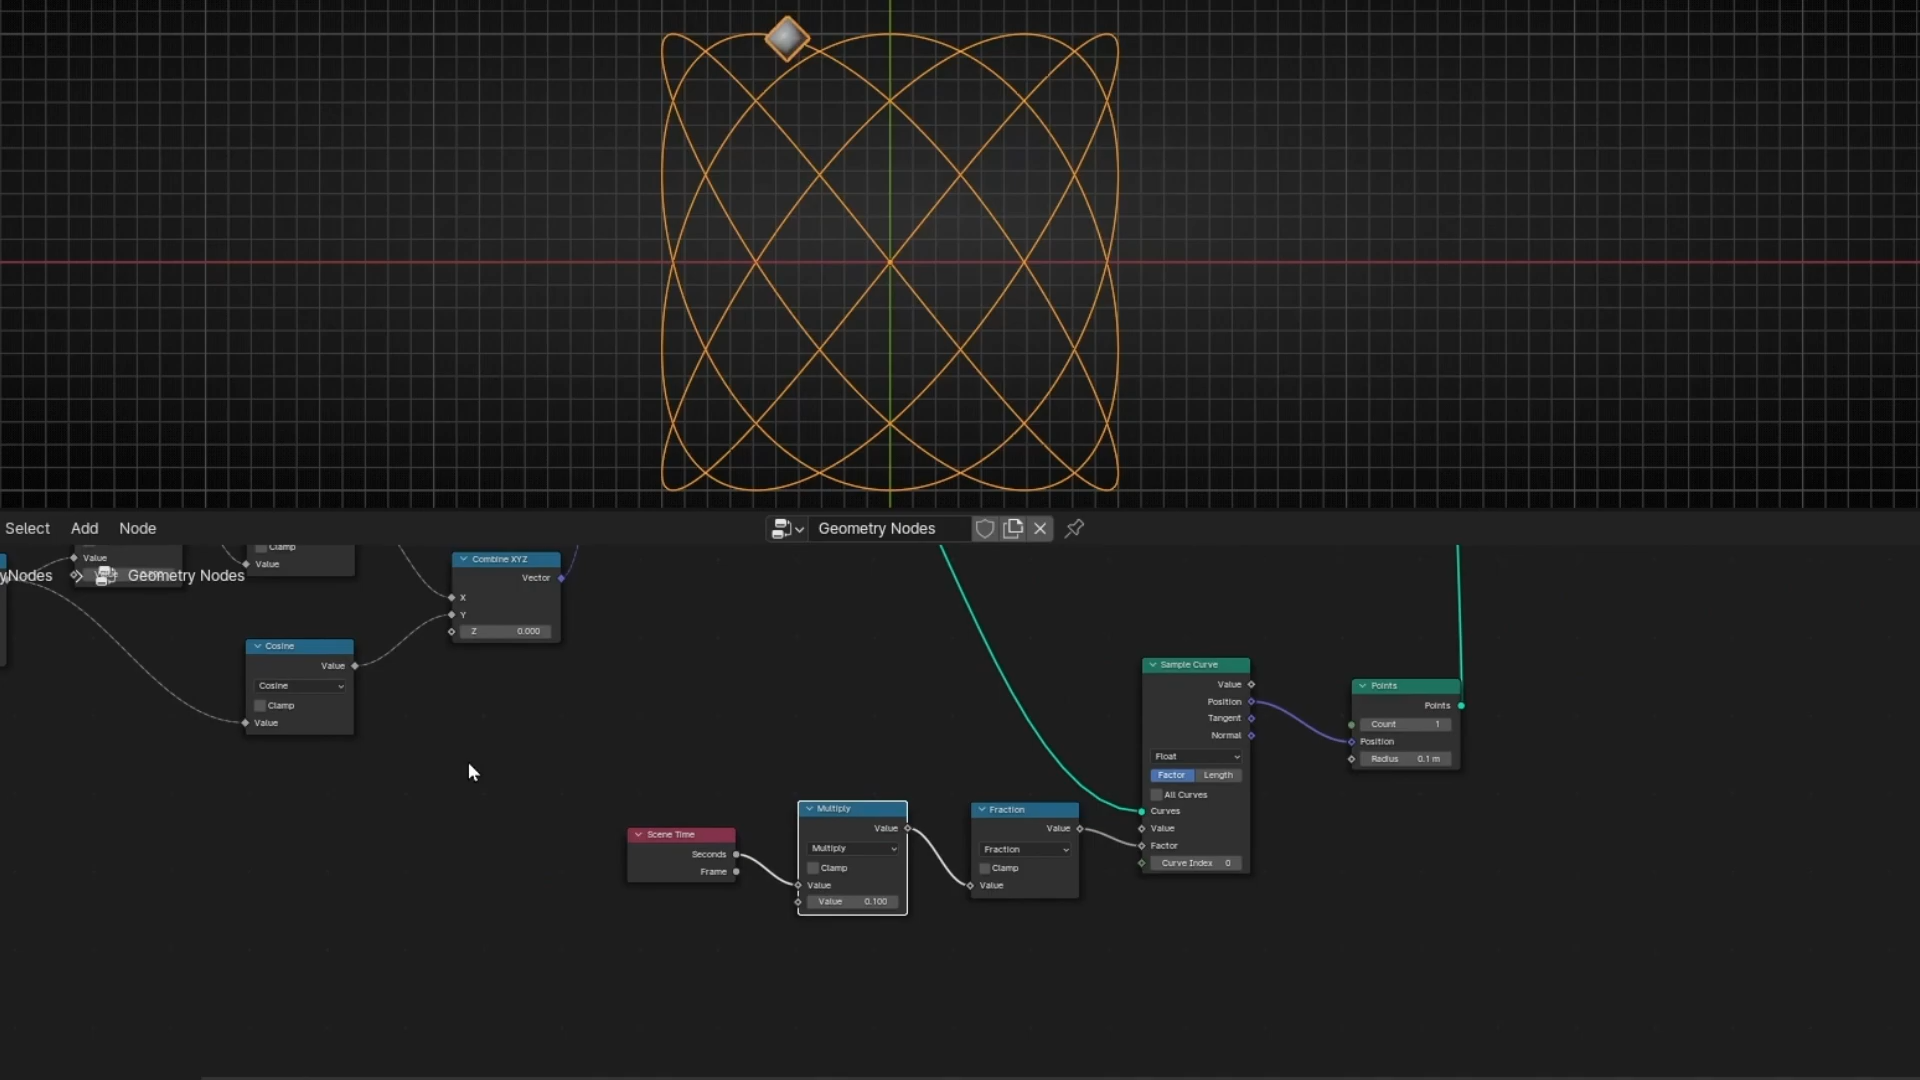 Select Add Node
Geometry Nodes
Value
Clamp
Value
yNodes
Geometry Nodes
Combine XYZ
Vector
X
Y
Z 0.000
Cosine
Value
Cosine
Clamp
Value
Scene Time
Seconds
Frame
Multiply
Value
Multiply
Clamp
Value
Value 0.100
Fraction
Value
Fraction
Clamp
Value
Sample Curve
Value
Position
Tangent
Normal
Float
Factor Length
All Curves
Curves
Value
Factor
Curve Index 0
Points
Points
Count 1
Position
Radius 0.1 m